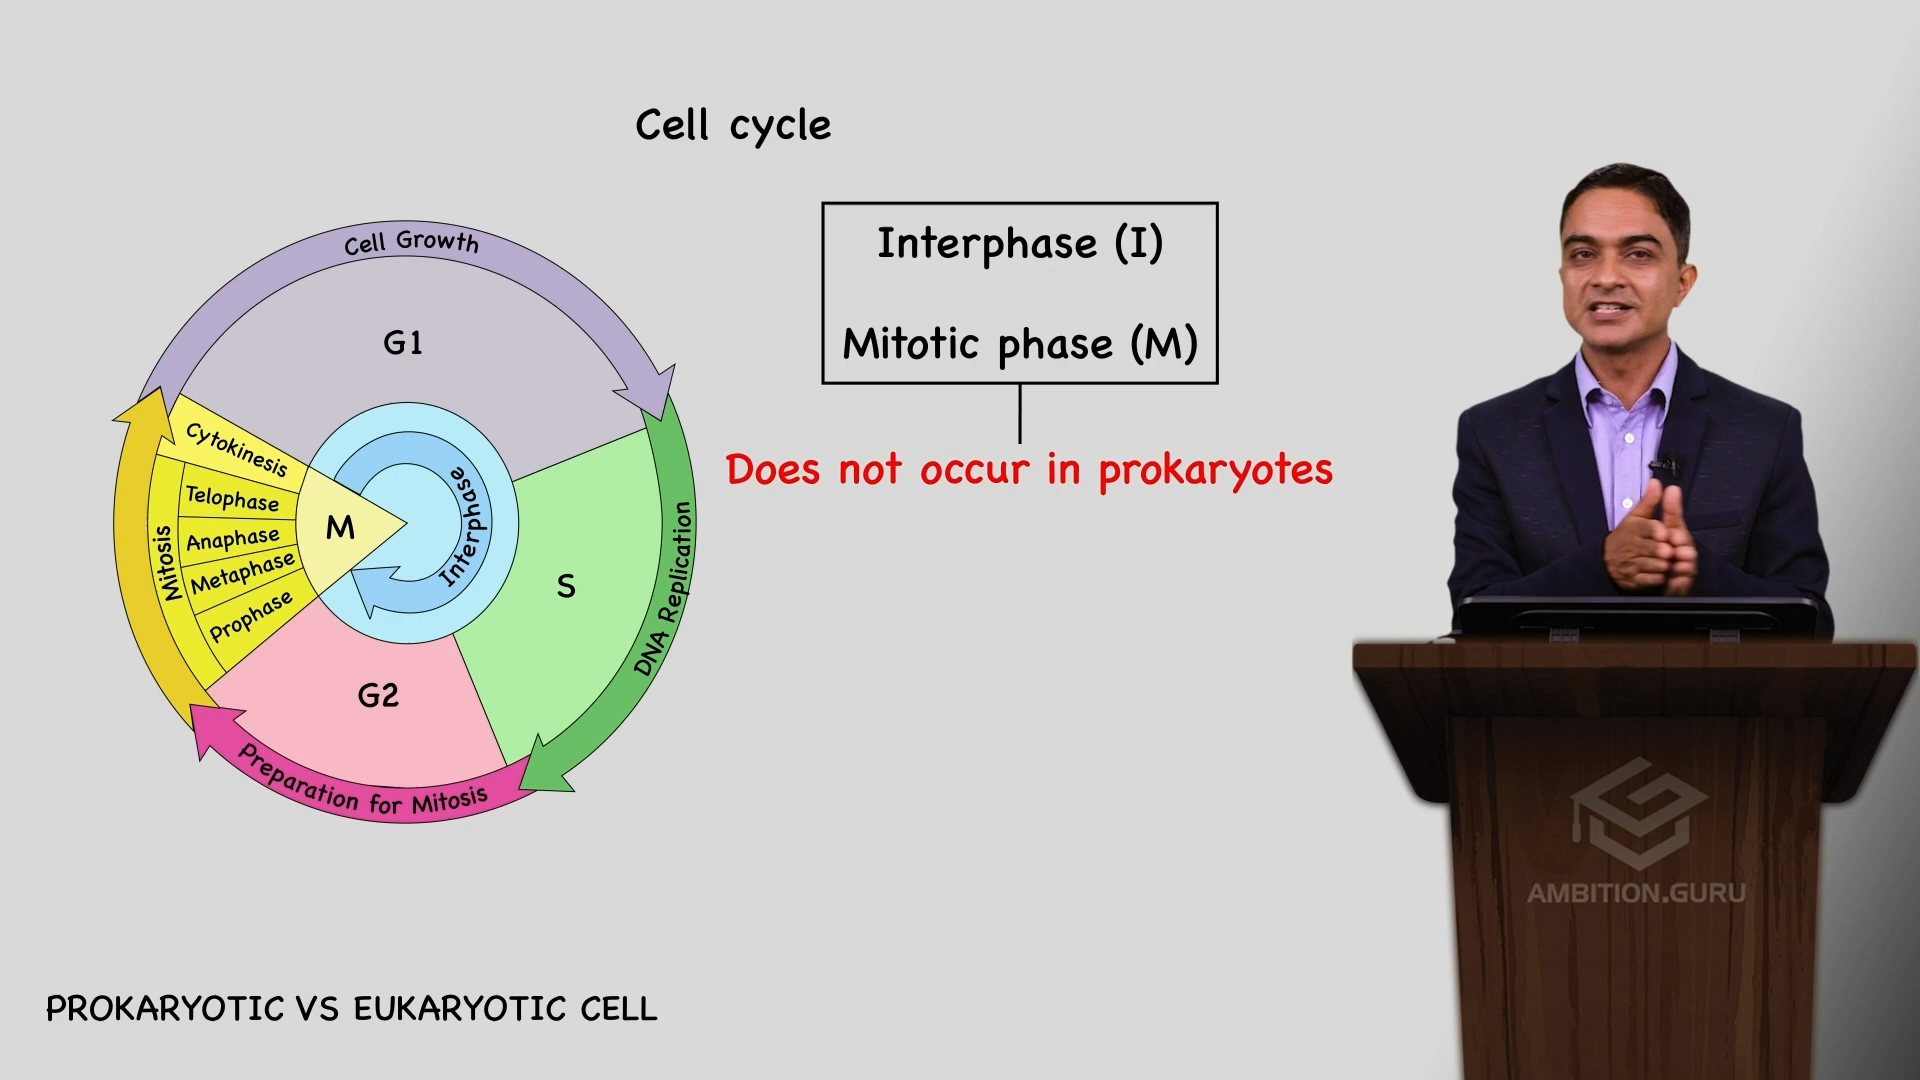 Cell cycle
Cell Growth
G1
Interphase (I)
Mitotic phase (M)
Does not occur in prokaryotes
Cytokinesis
Telophase
Anaphase
Metaphase
Prophase
Mitosis
M
Interphase
S
DNA Replication
G2
Preparation for Mitosis
AMBITION.GURU
PROKARYOTIC VS EUKARYOTIC CELL